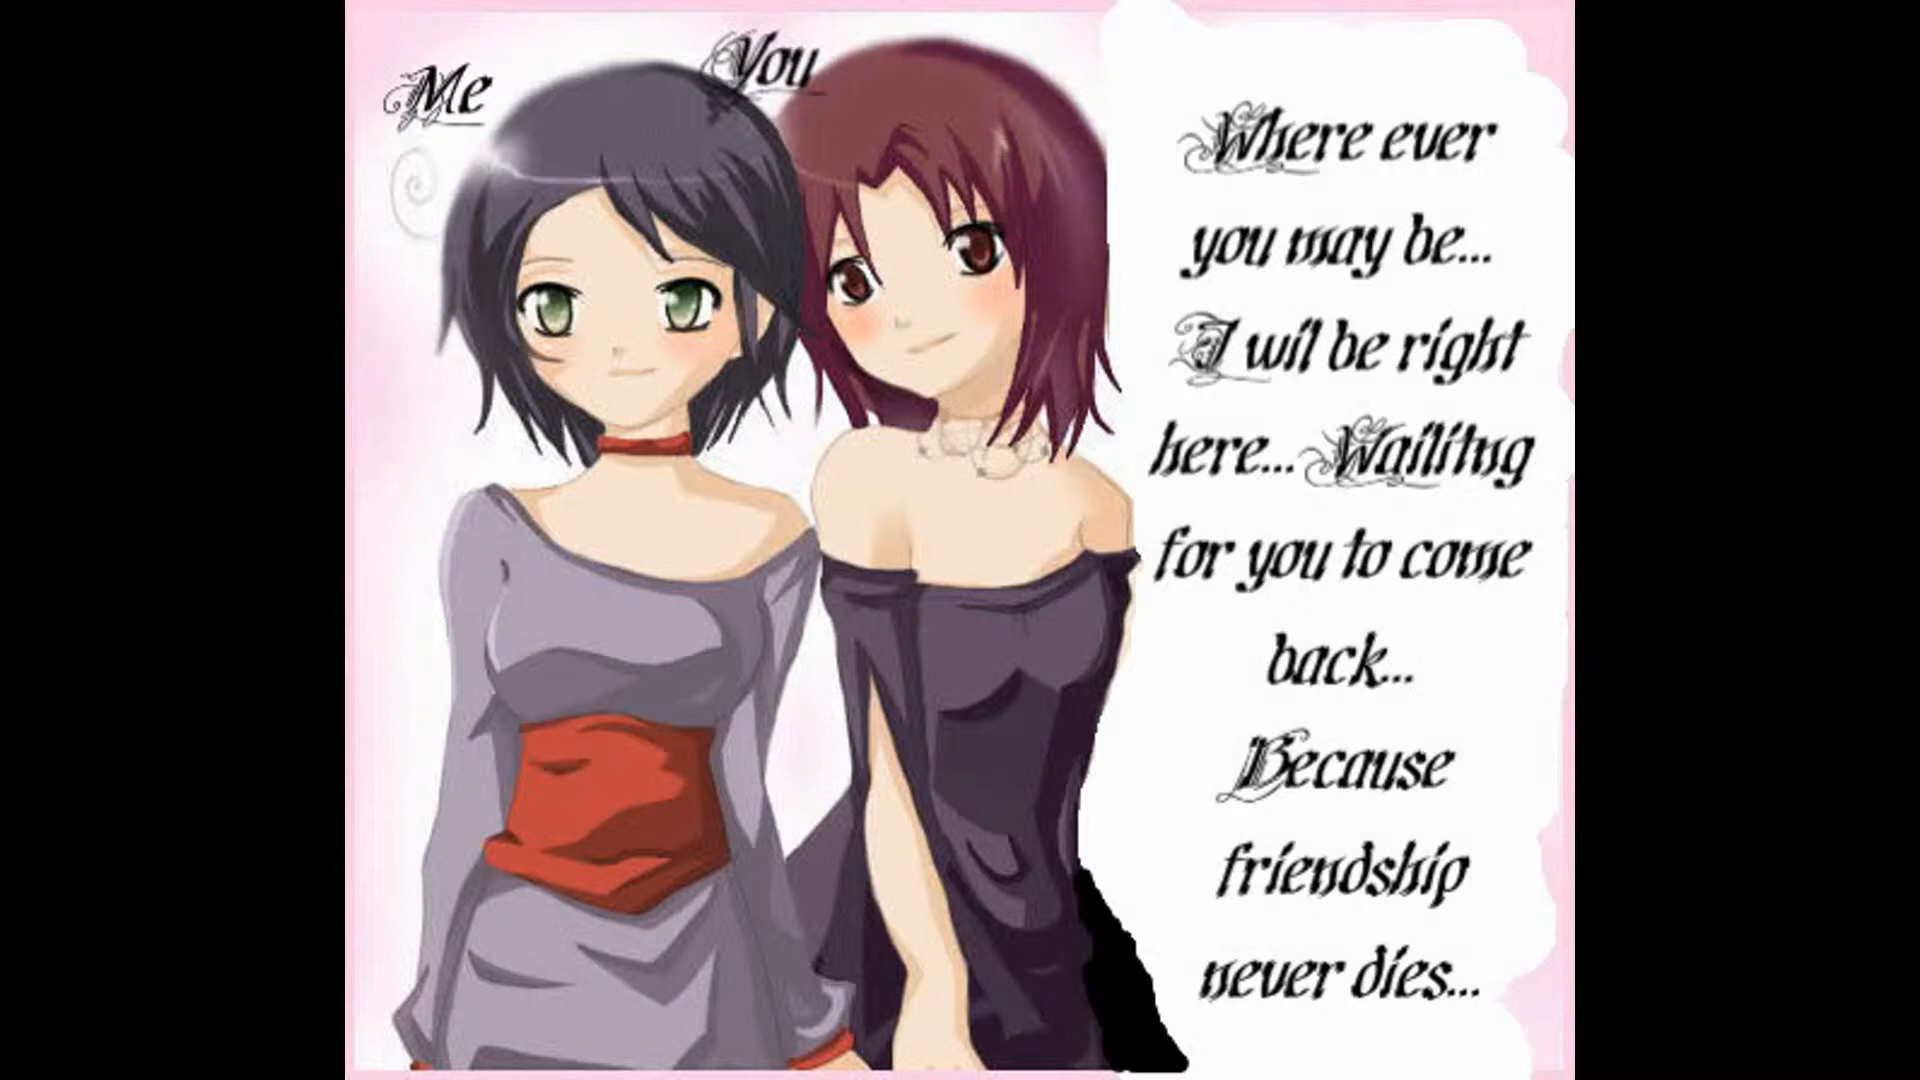 Me
You
Where ever
you may be...
I wil be right
here... Wailitng
for you to come
back...
Because
friendship
never dies...